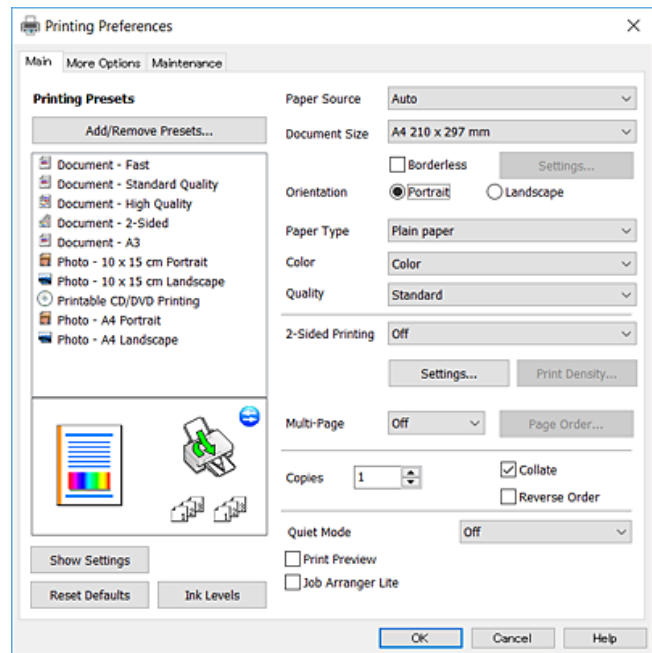 Printing Preferences
Main More Options Maintenance
Printing Presets
Add/Remove Presets...
Document - Fast
Document - Standard Quality
Document - High Quality
Document - 2-Sided
Document - A3
Photo - 10 x 15 cm Portrait
Photo - 10 x 15 cm Landscape
Printable CD/DVD Printing
Photo - A4 Portrait
Photo - A4 Landscape
Show Settings
Reset Defaults Ink Levels
Paper Source Auto
Document Size A4 210 x 297 mm
Borderless Settings...
Orientation Portrait Landscape
Paper Type Plain paper
Color Color
Quality Standard
2-Sided Printing Off
Settings... Print Density...
Multi-Page Off Page Order...
Copies 1 Collate
Reverse Order
Quiet Mode Off
Print Preview
Job Arranger Lite
OK Cancel Help